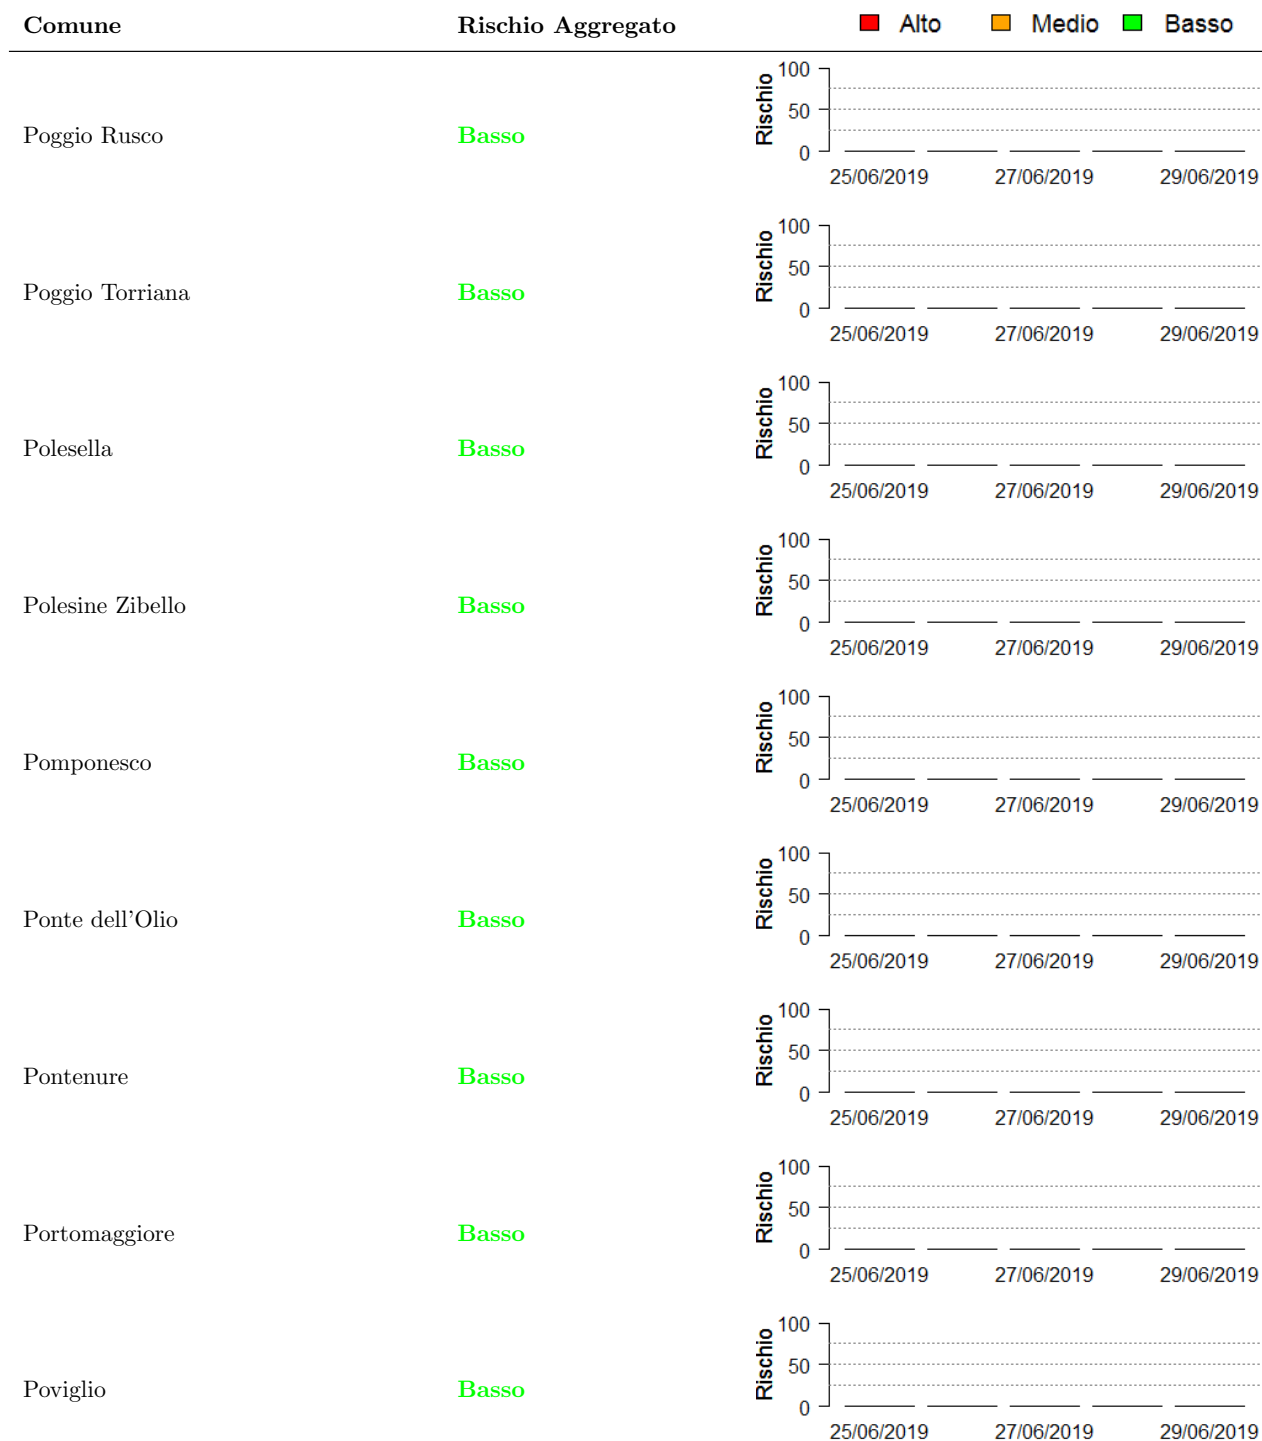 Comune Rischio Aggregato Alto Medio Basso
Poggio Rusco Basso Rischio 100 50 0
25/06/2019 27/06/2019 29/06/2019
Poggio Torriana Basso Rischio 100 50 0
25/06/2019 27/06/2019 29/06/2019
Polesella Basso Rischio 100 50 0
25/06/2019 27/06/2019 29/06/2019
Polesine Zibello Basso Rischio 100 50 0
25/06/2019 27/06/2019 29/06/2019
Pomponesco Basso Rischio 100 50 0
25/06/2019 27/06/2019 29/06/2019
Ponte dell'Olio Basso Rischio 100 50 0
25/06/2019 27/06/2019 29/06/2019
Pontenure Basso Rischio 100 50 0
25/06/2019 27/06/2019 29/06/2019
Portomaggiore Basso Rischio 100 50 0
25/06/2019 27/06/2019 29/06/2019
Poviglio Basso Rischio 100 50 0
25/06/2019 27/06/2019 29/06/2019